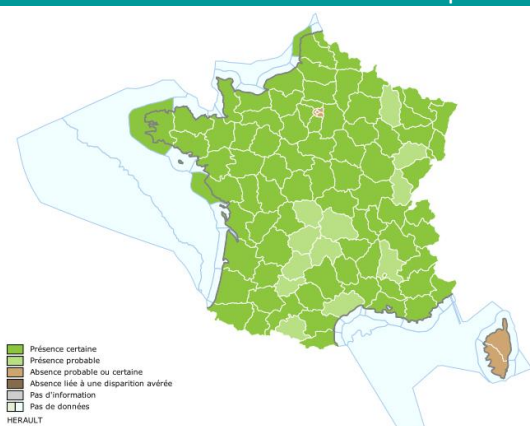 Présence certaine
Présence probable
Absence probable ou certaine
Absence liée à une disparition avérée
Pas d'information
Pas de données
HERAULT